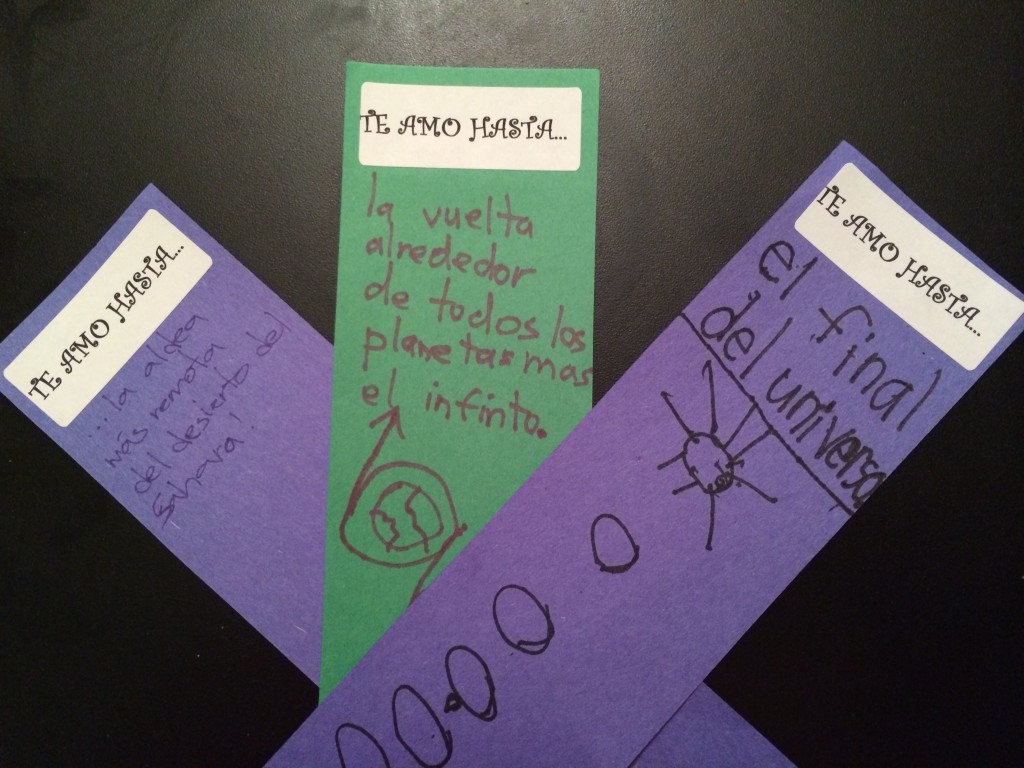 TE AMO HASTA...
...la aldea
más remota
del desierto del
Sahara!
TE AMO HASTA...
la vuelta
alrededor
de todos los
planetas mas
el infinto.
TE AMO HASTA...
el final
del universo